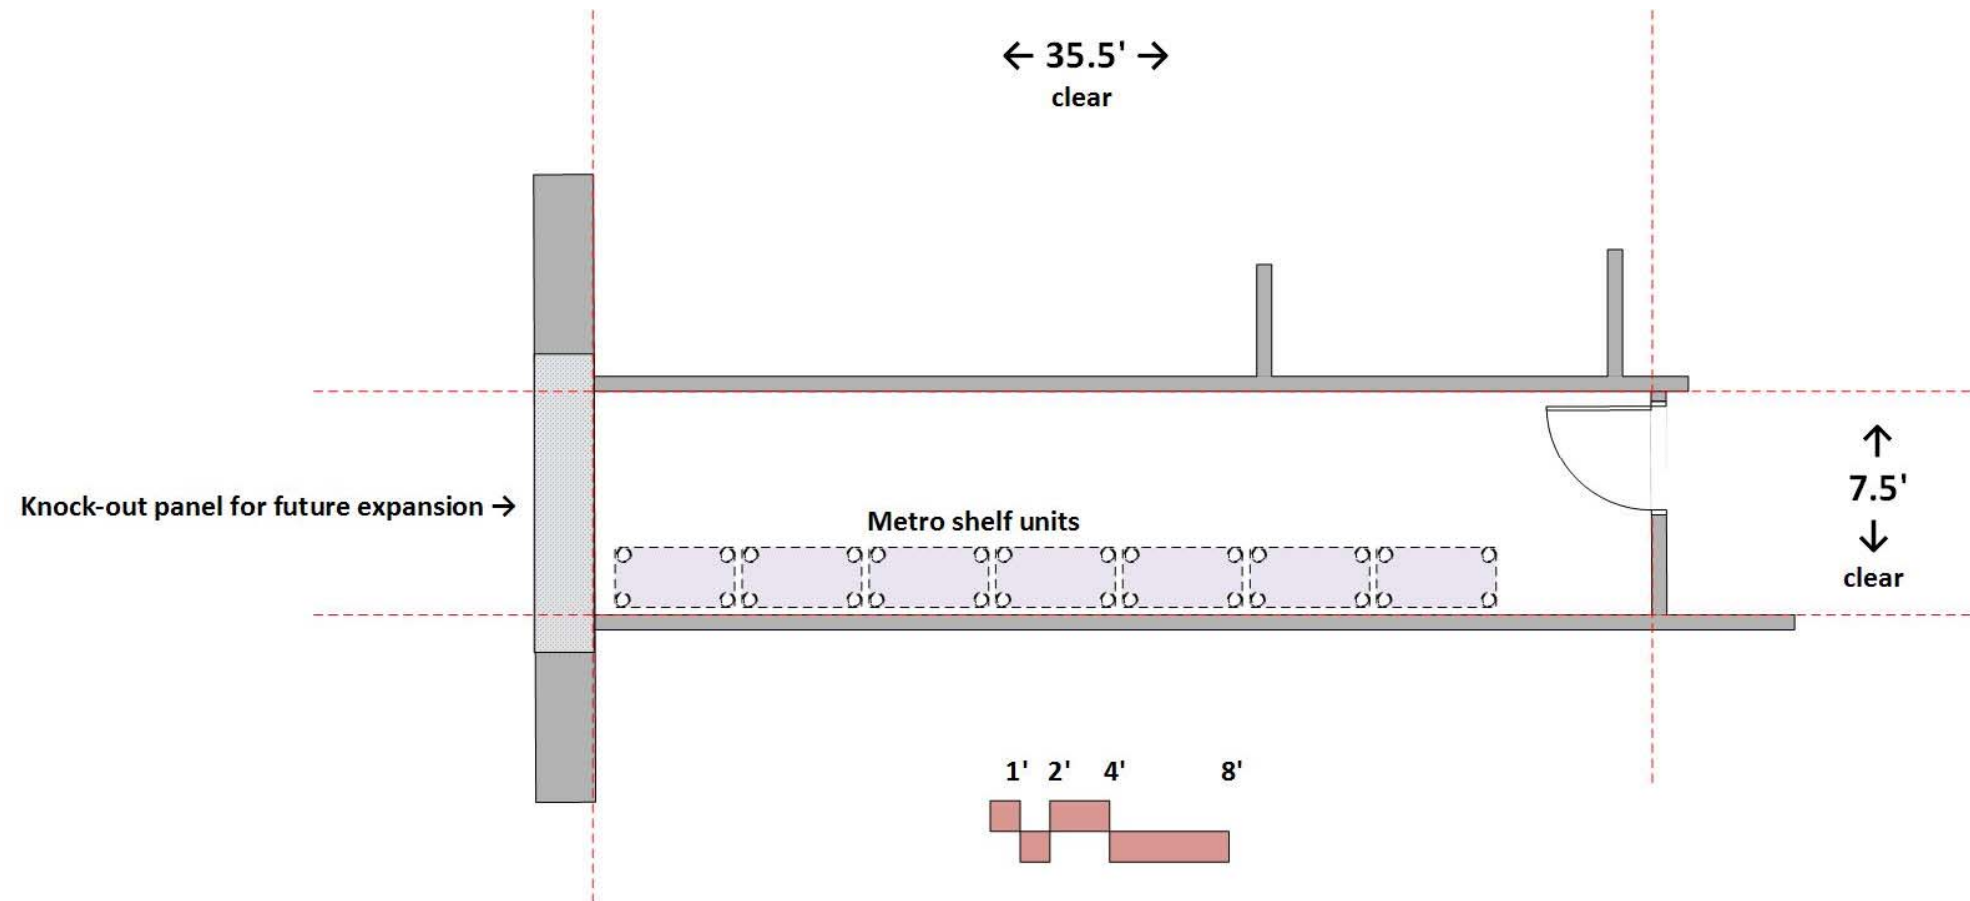 ← 35.5' →
clear
Knock-out panel for future expansion →
Metro shelf units
↑
7.5'
↓
clear
1' 2' 4' 8'